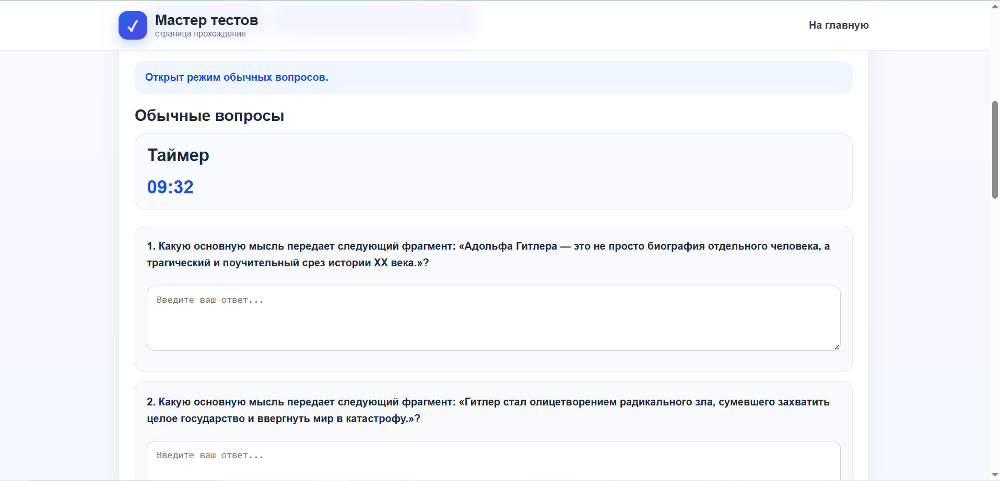 Мастер тестов
страница прохождения
На главную
Открыт режим обычных вопросов.
Обычные вопросы
Таймер
09:32
1. Какую основную мысль передает следующий фрагмент: «Адольфа Гитлера — это не просто биография отдельного человека, а
трагический и поучительный срез истории XX века.»?
Введите ваш ответ...
2. Какую основную мысль передает следующий фрагмент: «Гитлер стал олицетворением радикального зла, сумевшего захватить
целое государство и ввергнуть мир в катастрофу.»?
Введите ваш ответ...